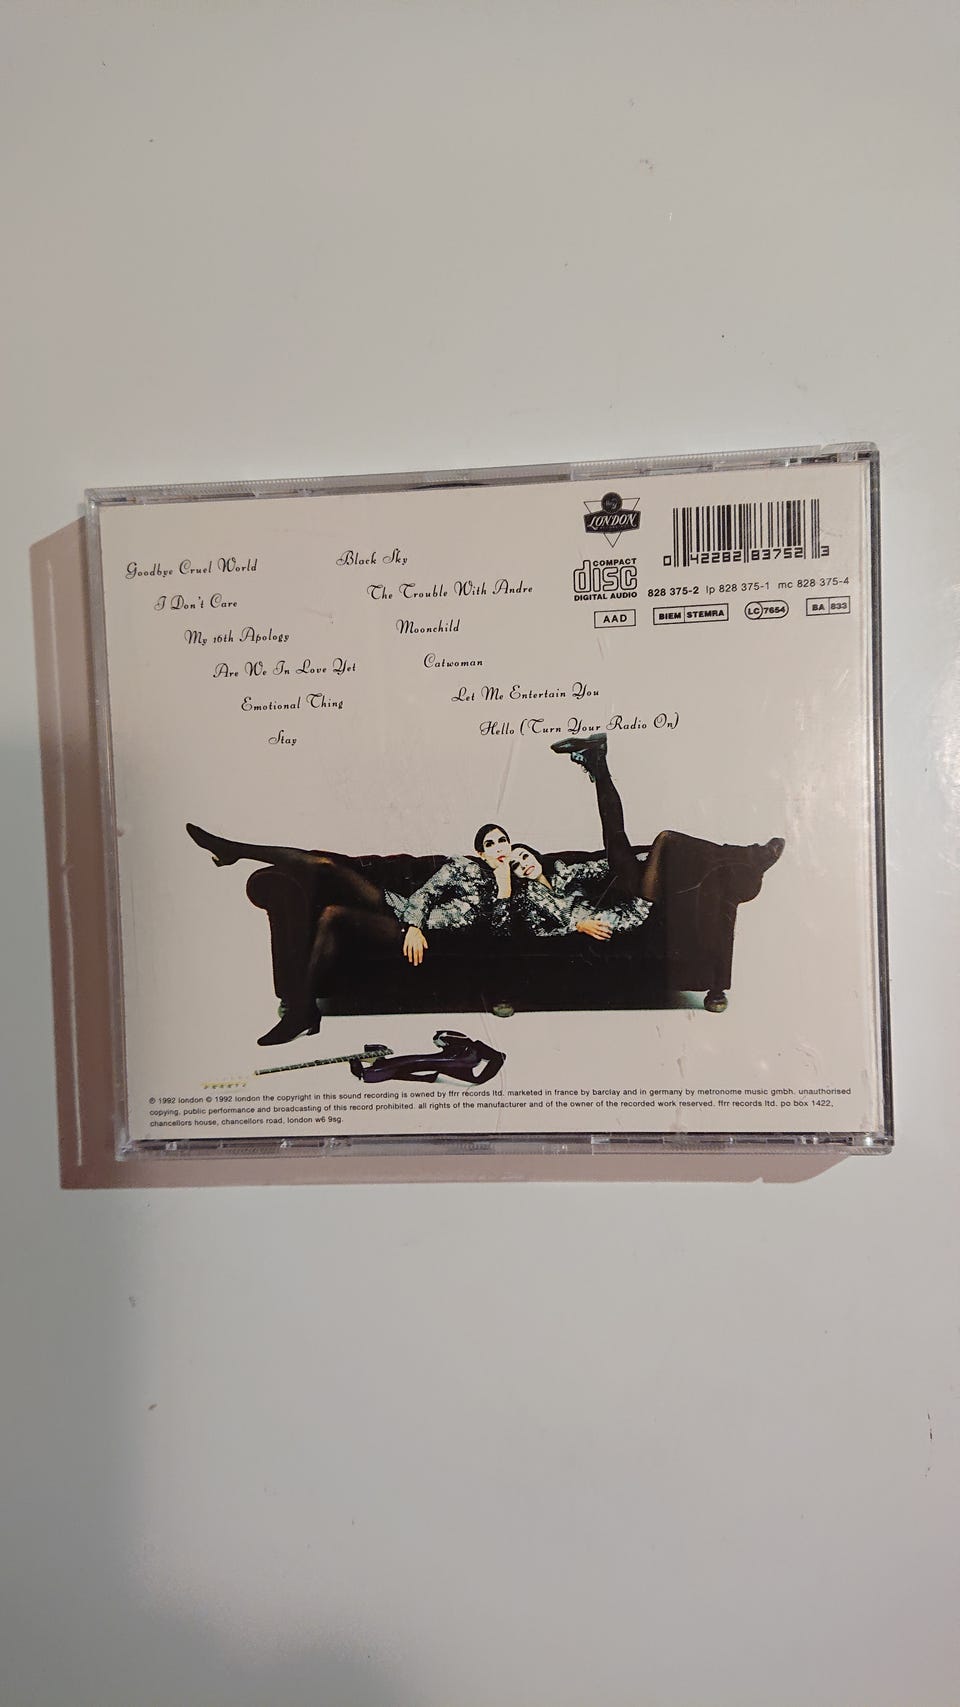 Goodbye Cruel World
I Don't Care
My 16th Apology
Are We In Love Yet
Emotional Thing
Stay
Black Sky
The Trouble With Andre
Moonchild
Catwoman
Let Me Entertain You
Hello (Turn Your Radio On)
LONDON
COMPACT
disc
DIGITAL AUDIO
AAD
0 42282 83752 3
828 375-2 lp 828 375-1 mc 828 375-4
BIEM STEMRA
LC 7654
BA 833
℗ 1992 london © 1992 london the copyright in this sound recording is owned by ffrr records ltd. marketed in france by barclay and in germany by metronome music gmbh. unauthorised
copying, public performance and broadcasting of this record prohibited. all rights of the manufacturer and of the owner of the recorded work reserved. ffrr records ltd. po box 1422,
chancellors house, chancellors road, london w6 9sg.